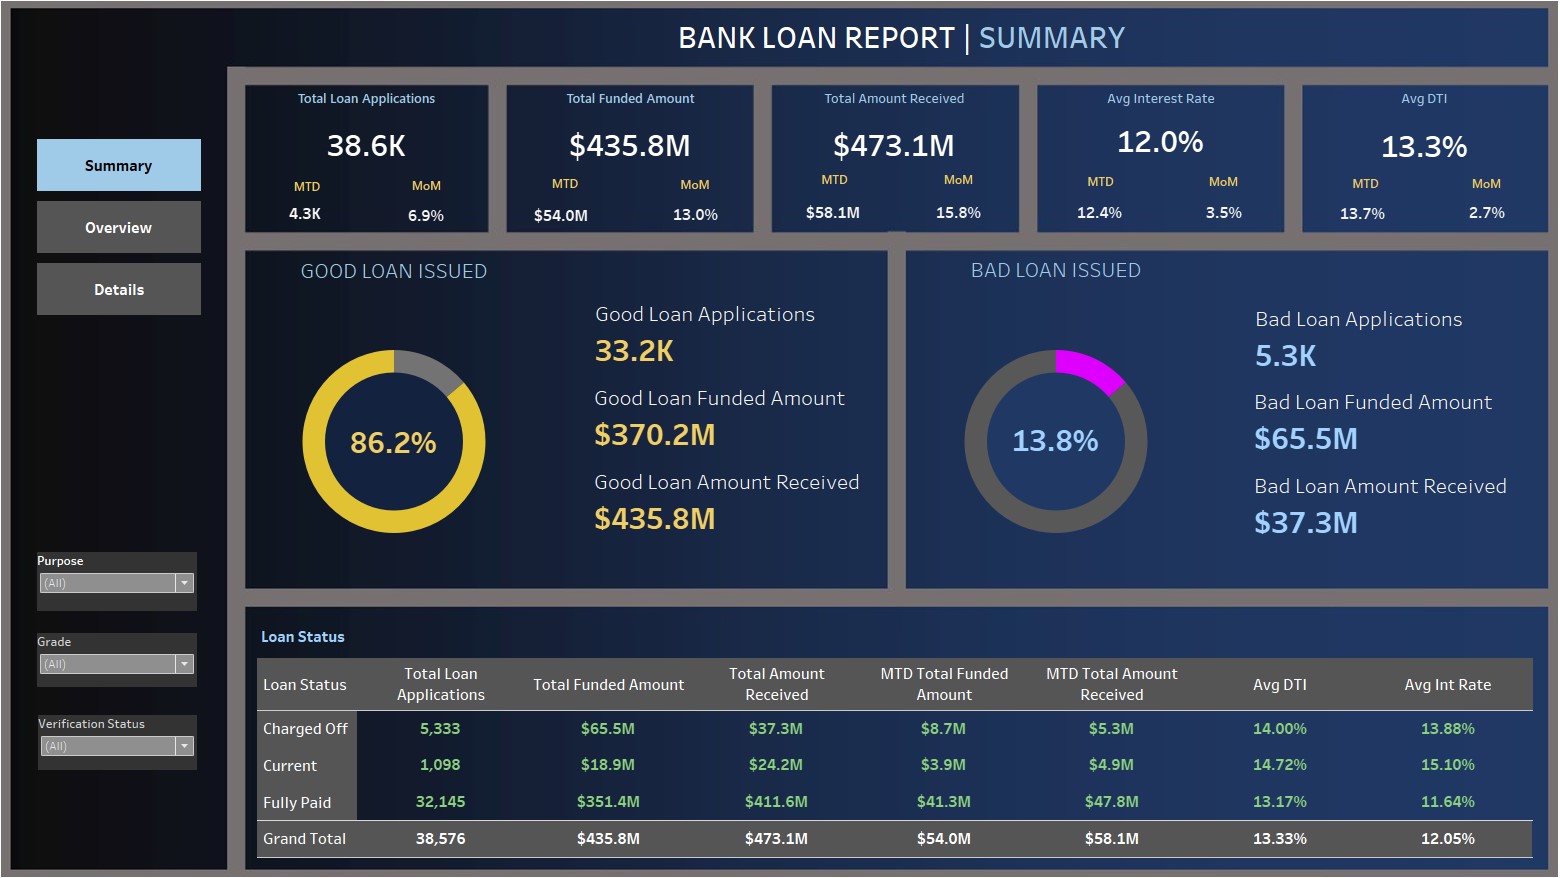 BANK LOAN REPORT | SUMMARY
Summary
Overview
Details
Purpose
(All)
Grade
(All)
Verification Status
(All)
Total Loan Applications
38.6K
MTD MoM
4.3K 6.9%
Total Funded Amount
$435.8M
MTD MoM
$54.0M 13.0%
Total Amount Received
$473.1M
MTD MoM
$58.1M 15.8%
Avg Interest Rate
12.0%
MTD MoM
12.4% 3.5%
Avg DTI
13.3%
MTD MoM
13.7% 2.7%
GOOD LOAN ISSUED
86.2%
Good Loan Applications
33.2K
Good Loan Funded Amount
$370.2M
Good Loan Amount Received
$435.8M
BAD LOAN ISSUED
13.8%
Bad Loan Applications
5.3K
Bad Loan Funded Amount
$65.5M
Bad Loan Amount Received
$37.3M
Loan Status
Loan Status Total Loan Applications Total Funded Amount Total Amount Received MTD Total Funded Amount MTD Total Amount Received Avg DTI Avg Int Rate
Charged Off 5,333 $65.5M $37.3M $8.7M $5.3M 14.00% 13.88%
Current 1,098 $18.9M $24.2M $3.9M $4.9M 14.72% 15.10%
Fully Paid 32,145 $351.4M $411.6M $41.3M $47.8M 13.17% 11.64%
Grand Total 38,576 $435.8M $473.1M $54.0M $58.1M 13.33% 12.05%